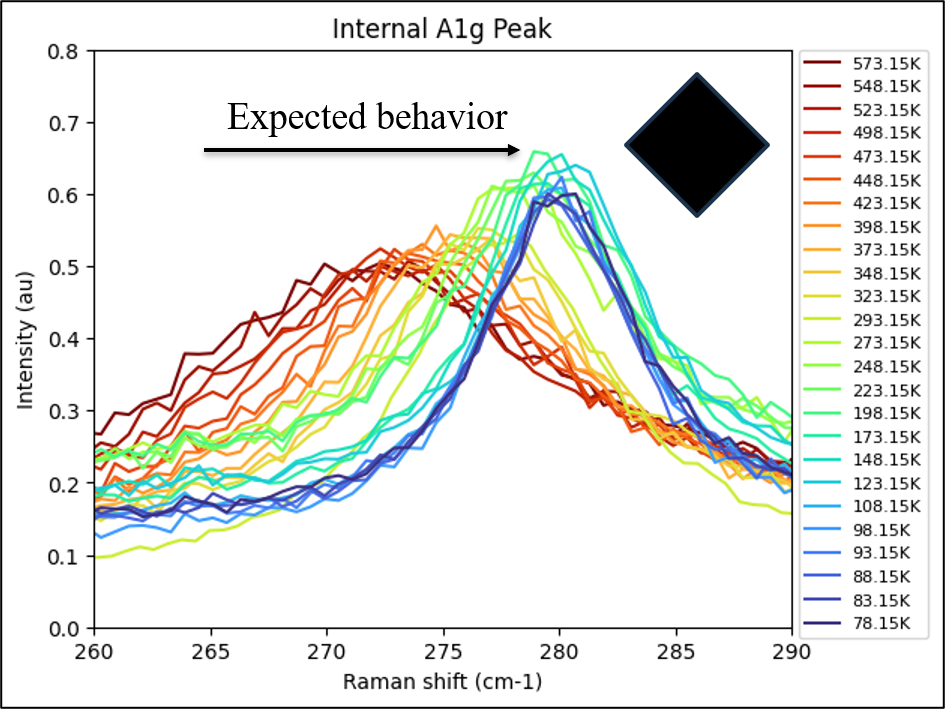 Internal A1g Peak
Expected behavior
0.8
0.7
0.6
0.5
0.4
0.3
0.2
0.1
0.0
Intensity (au)
260
265
270
275
280
285
290
Raman shift (cm-1)
573.15K
548.15K
523.15K
498.15K
473.15K
448.15K
423.15K
398.15K
373.15K
348.15K
323.15K
293.15K
273.15K
248.15K
223.15K
198.15K
173.15K
148.15K
123.15K
108.15K
98.15K
93.15K
88.15K
83.15K
78.15K